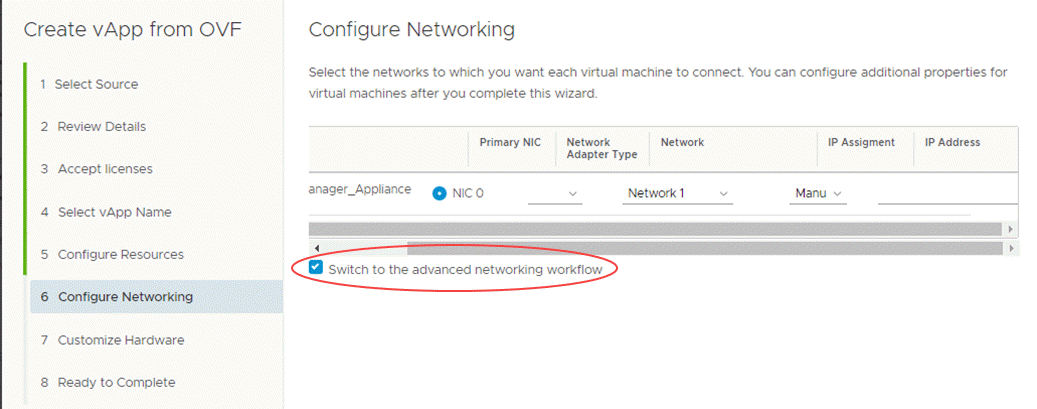 Create vApp from OVF
1 Select Source
2 Review Details
3 Accept licenses
4 Select vApp Name
5 Configure Resources
6 Configure Networking
7 Customize Hardware
8 Ready to Complete
Configure Networking
Select the networks to which you want each virtual machine to connect. You can configure additional properties for
virtual machines after you complete this wizard.
Primary NIC Network Network IP Assigment IP Address
Adapter Type
anager_Appliance NIC 0 Network 1 Manu
Switch to the advanced networking workflow